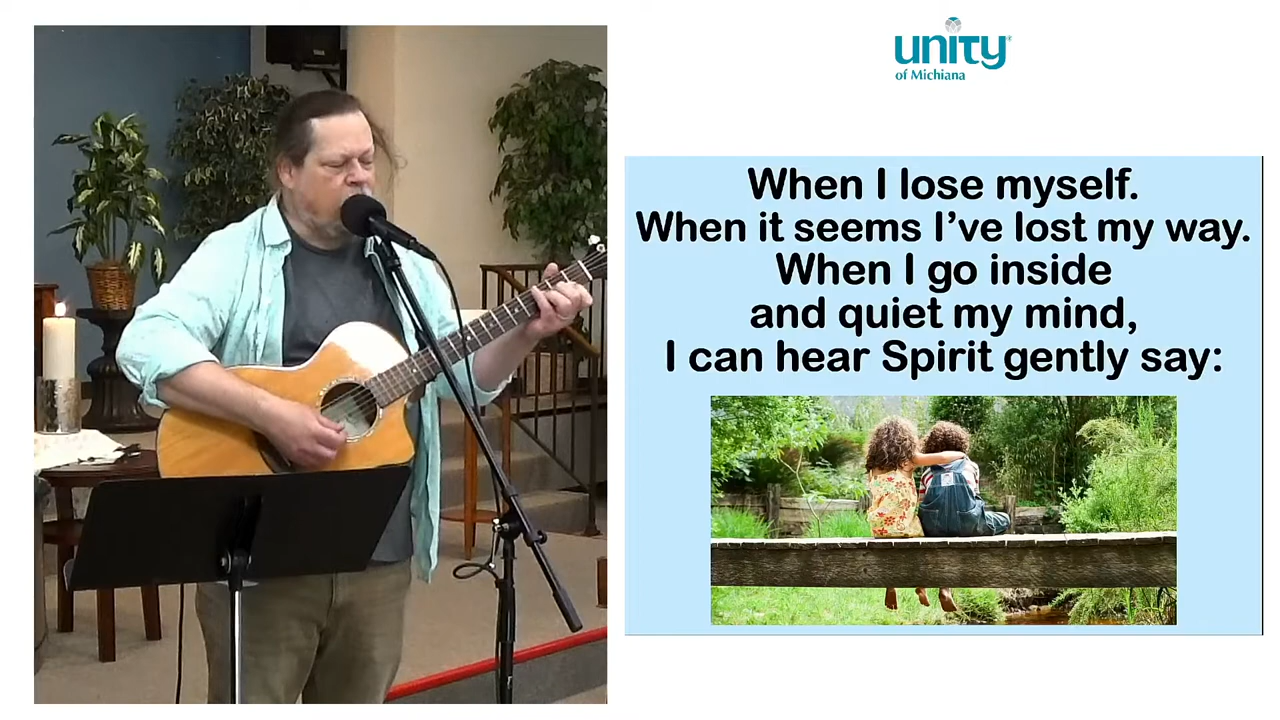 unity
of Michiana
When I lose myself.
When it seems I've lost my way.
When I go inside
and quiet my mind,
I can hear Spirit gently say: